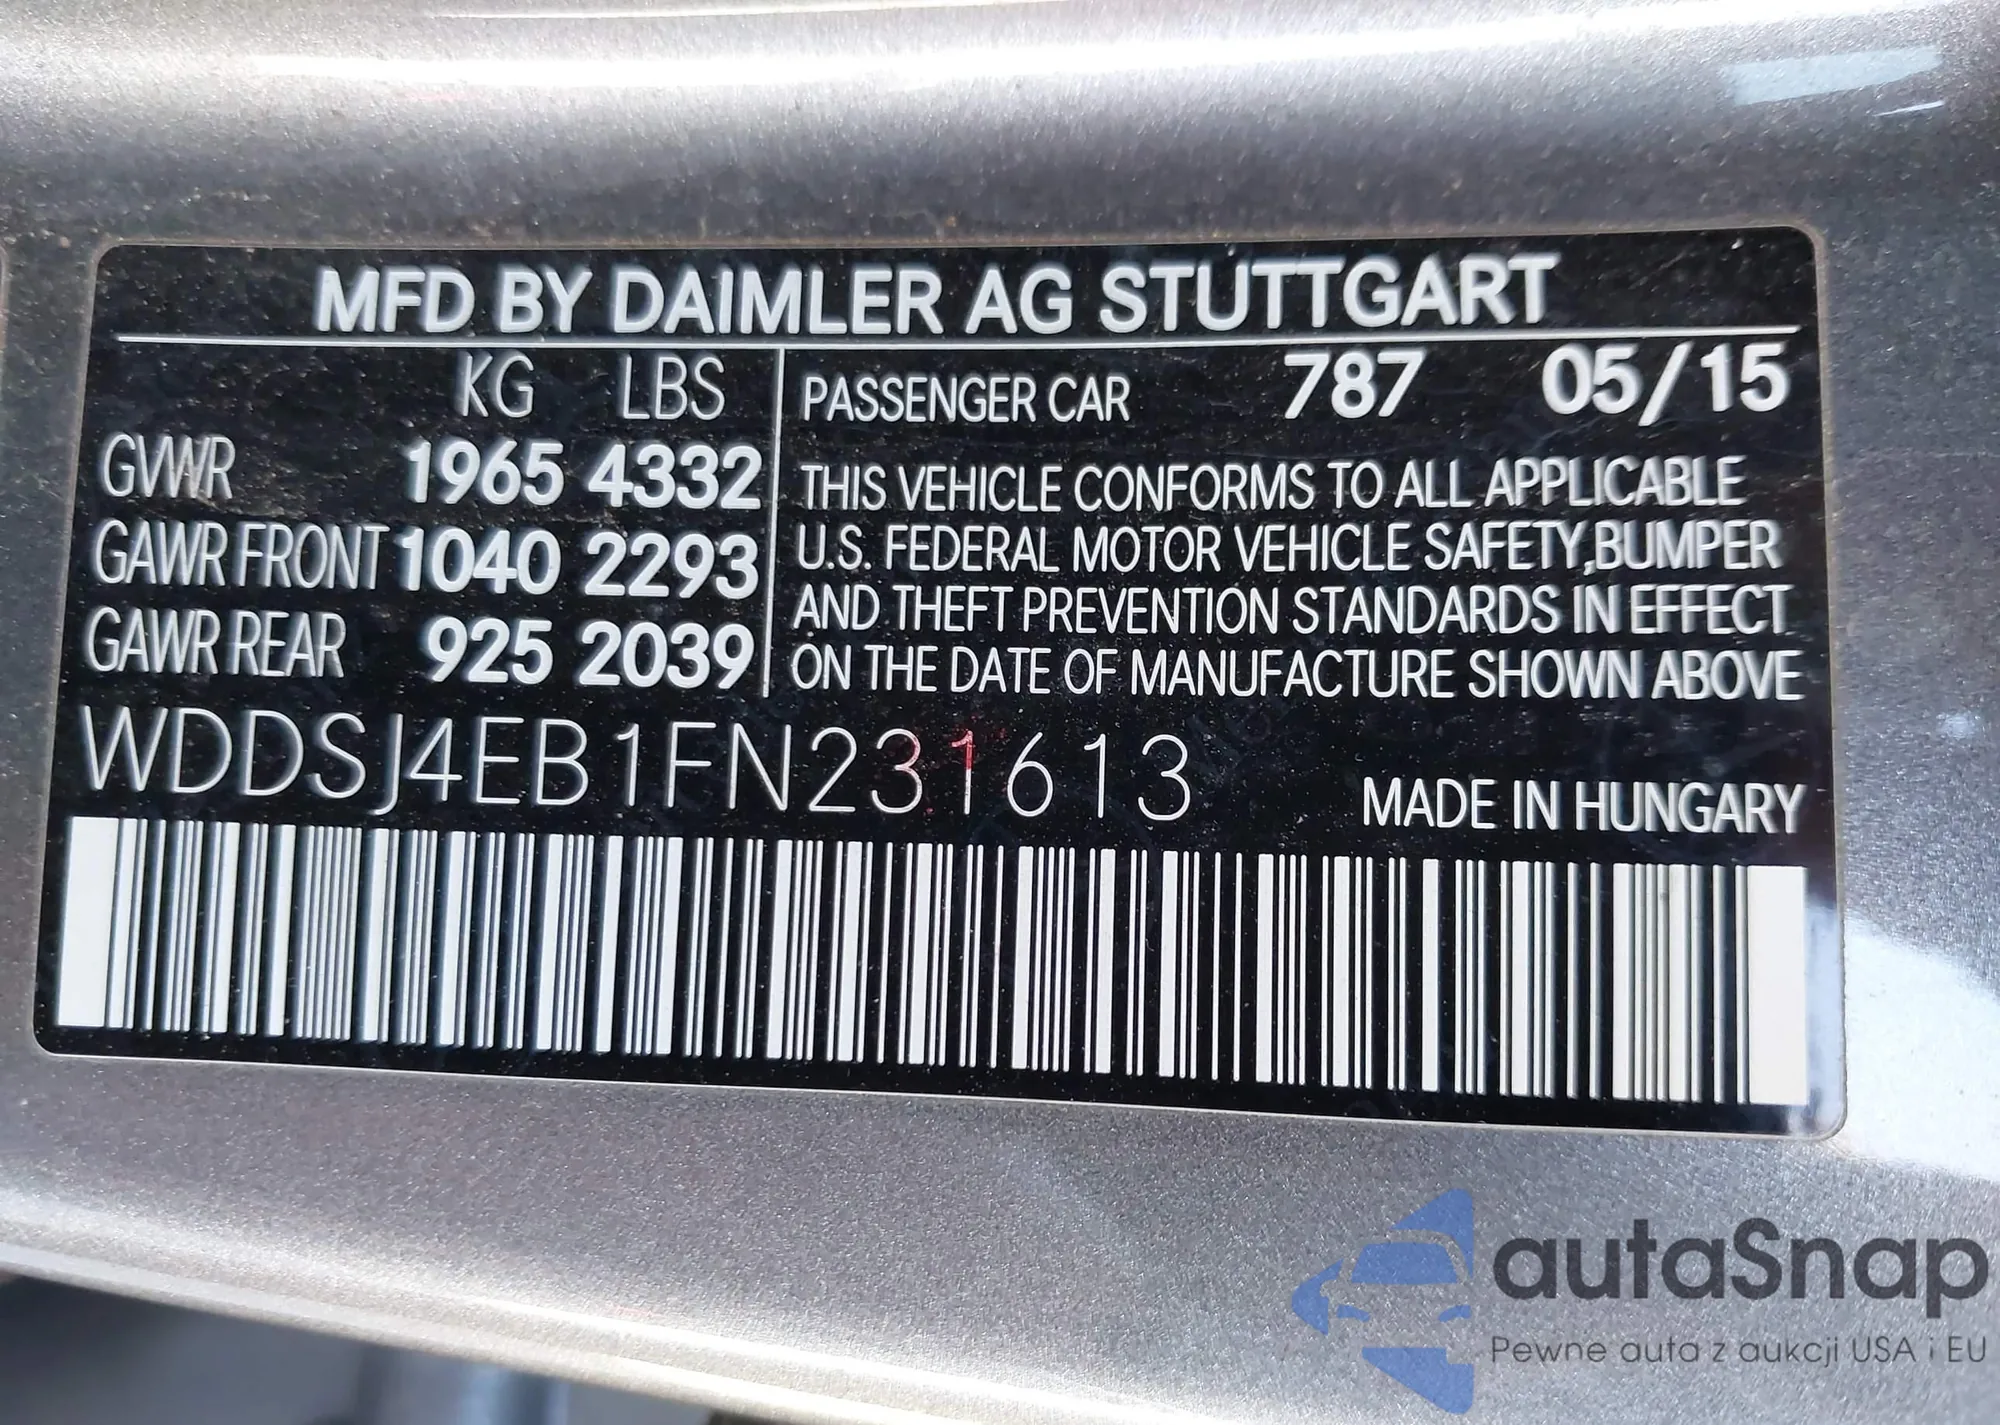 MFD BY DAIMLER AG STUTTGART
KG LBS
GVWR 1965 4332
GAWR FRONT 1040 2293
GAWR REAR 925 2039
PASSENGER CAR 787 05/15
THIS VEHICLE CONFORMS TO ALL APPLICABLE
U.S. FEDERAL MOTOR VEHICLE SAFETY,BUMPER
AND THEFT PREVENTION STANDARDS IN EFFECT
ON THE DATE OF MANUFACTURE SHOWN ABOVE
WDDSJ4EB1FN231613
MADE IN HUNGARY
autaSnap
Pewne auta z aukcji USA i EU